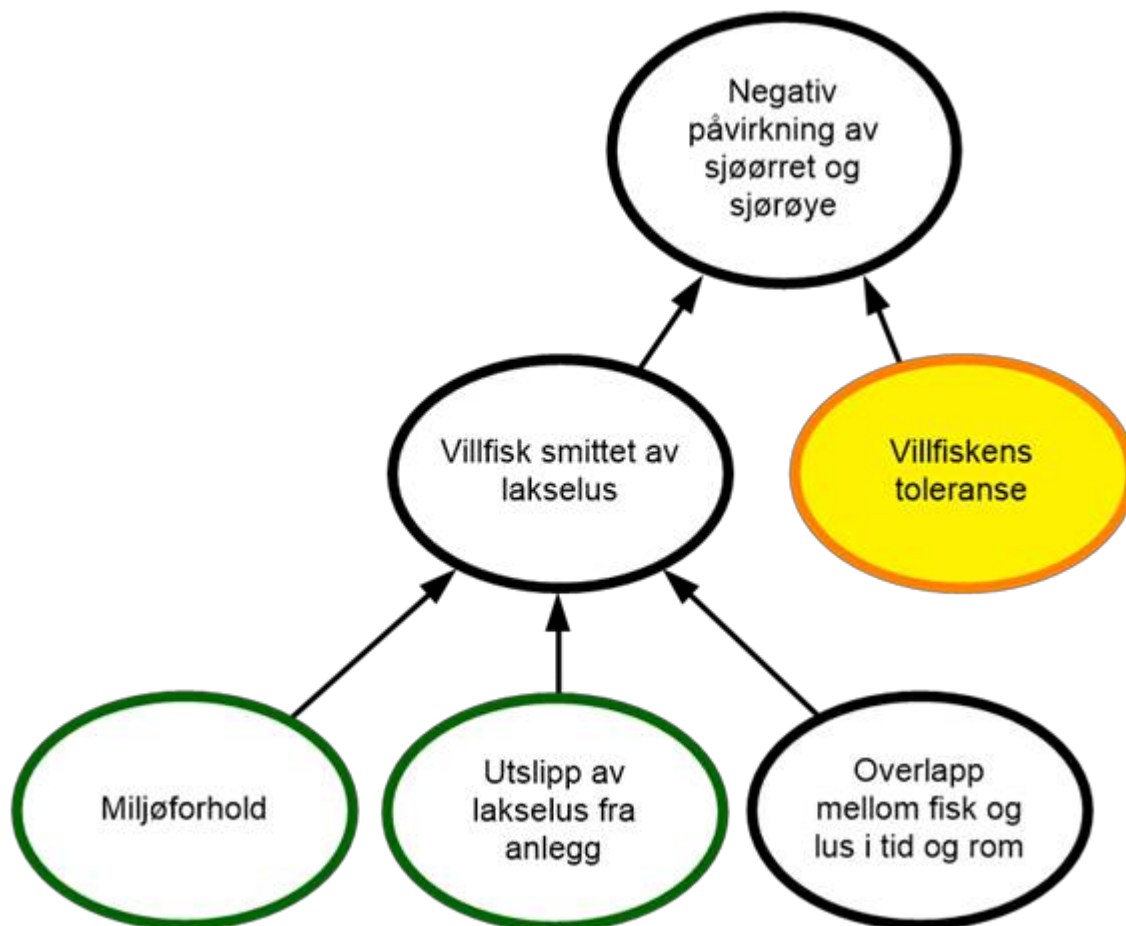 Negativ
påvirkning av
sjøørret og
sjørøye
Villfisk smittet av
lakselus
Villfiskens
toleranse
Miljøforhold
Utslipp av
lakselus fra
anlegg
Overlapp
mellom fisk og
lus i tid og rom